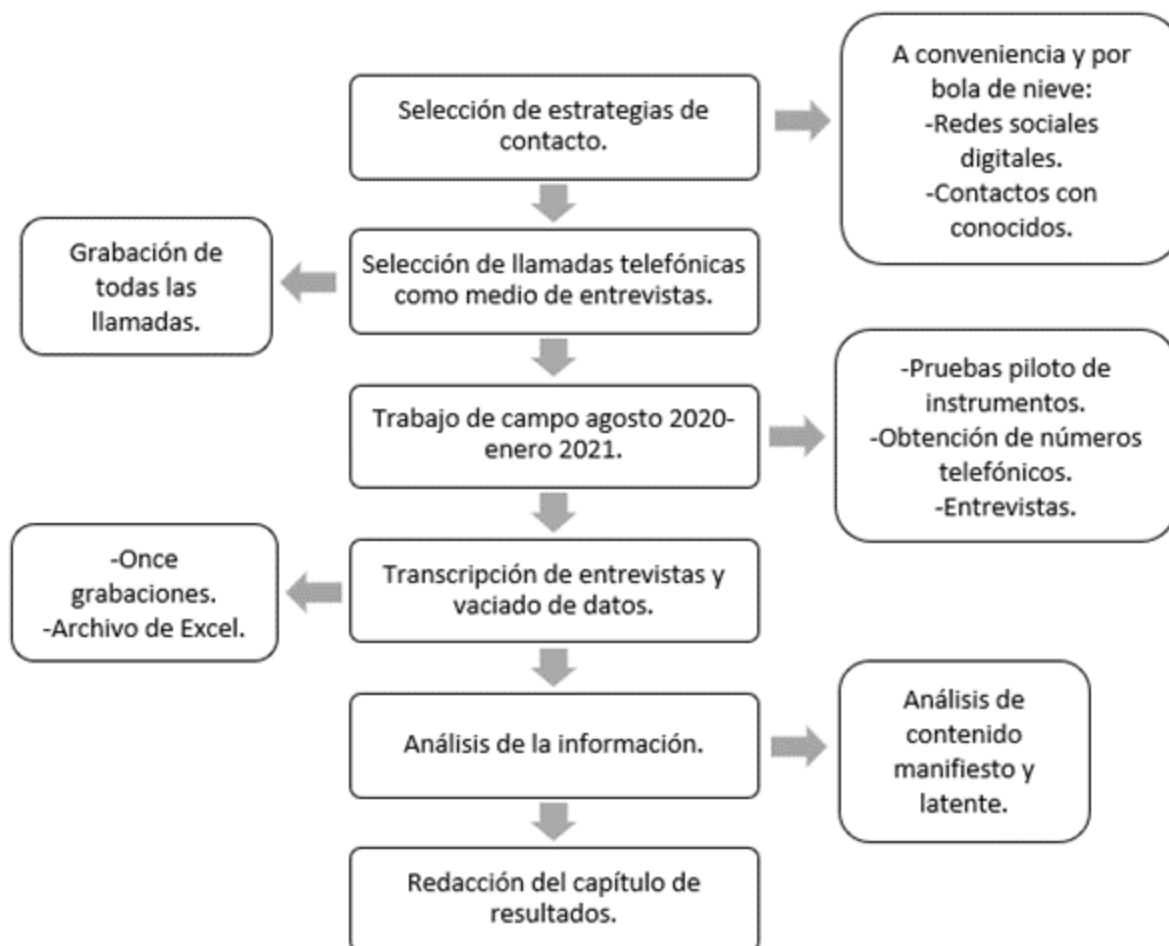 Selección de estrategias de
contacto.
A conveniencia y por
bola de nieve:
-Redes sociales
digitales.
-Contactos con
conocidos.
Selección de llamadas telefónicas
como medio de entrevistas.
Grabación de
todas las
llamadas.
Trabajo de campo agosto 2020-
enero 2021.
-Pruebas piloto de
instrumentos.
-Obtención de números
telefónicos.
-Entrevistas.
Transcripción de entrevistas y
vaciado de datos.
-Once
grabaciones.
-Archivo de Excel.
Análisis de la información.
Análisis de
contenido
manifiesto y
latente.
Redacción del capítulo de
resultados.